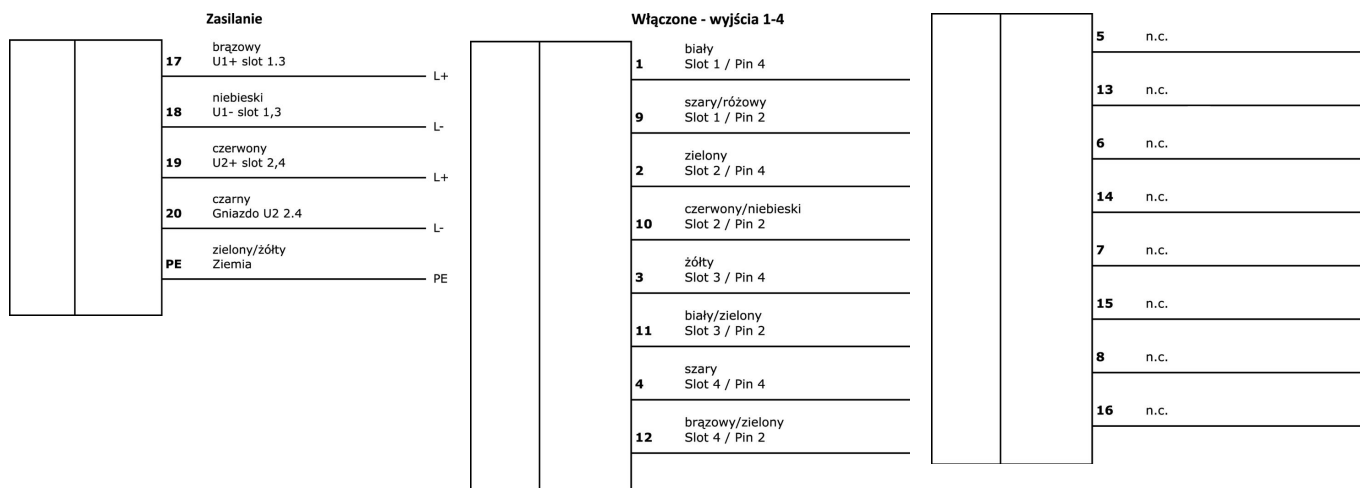 Zasilanie
brązowy
17 U1+ slot 1.3
L+
niebieski
18 U1- slot 1,3
L-
czerwony
19 U2+ slot 2,4
L+
czarny
20 Gniazdo U2 2.4
L-
zielony/żółty
PE Ziemia
PE
Włączone - wyjścia 1-4
biały
1 Slot 1 / Pin 4
szary/różowy
9 Slot 1 / Pin 2
zielony
2 Slot 2 / Pin 4
czerwony/niebieski
10 Slot 2 / Pin 2
żółty
3 Slot 3 / Pin 4
biały/zielony
11 Slot 3 / Pin 2
szary
4 Slot 4 / Pin 4
brązowy/zielony
12 Slot 4 / Pin 2
5 n.c.
13 n.c.
6 n.c.
14 n.c.
7 n.c.
15 n.c.
8 n.c.
16 n.c.